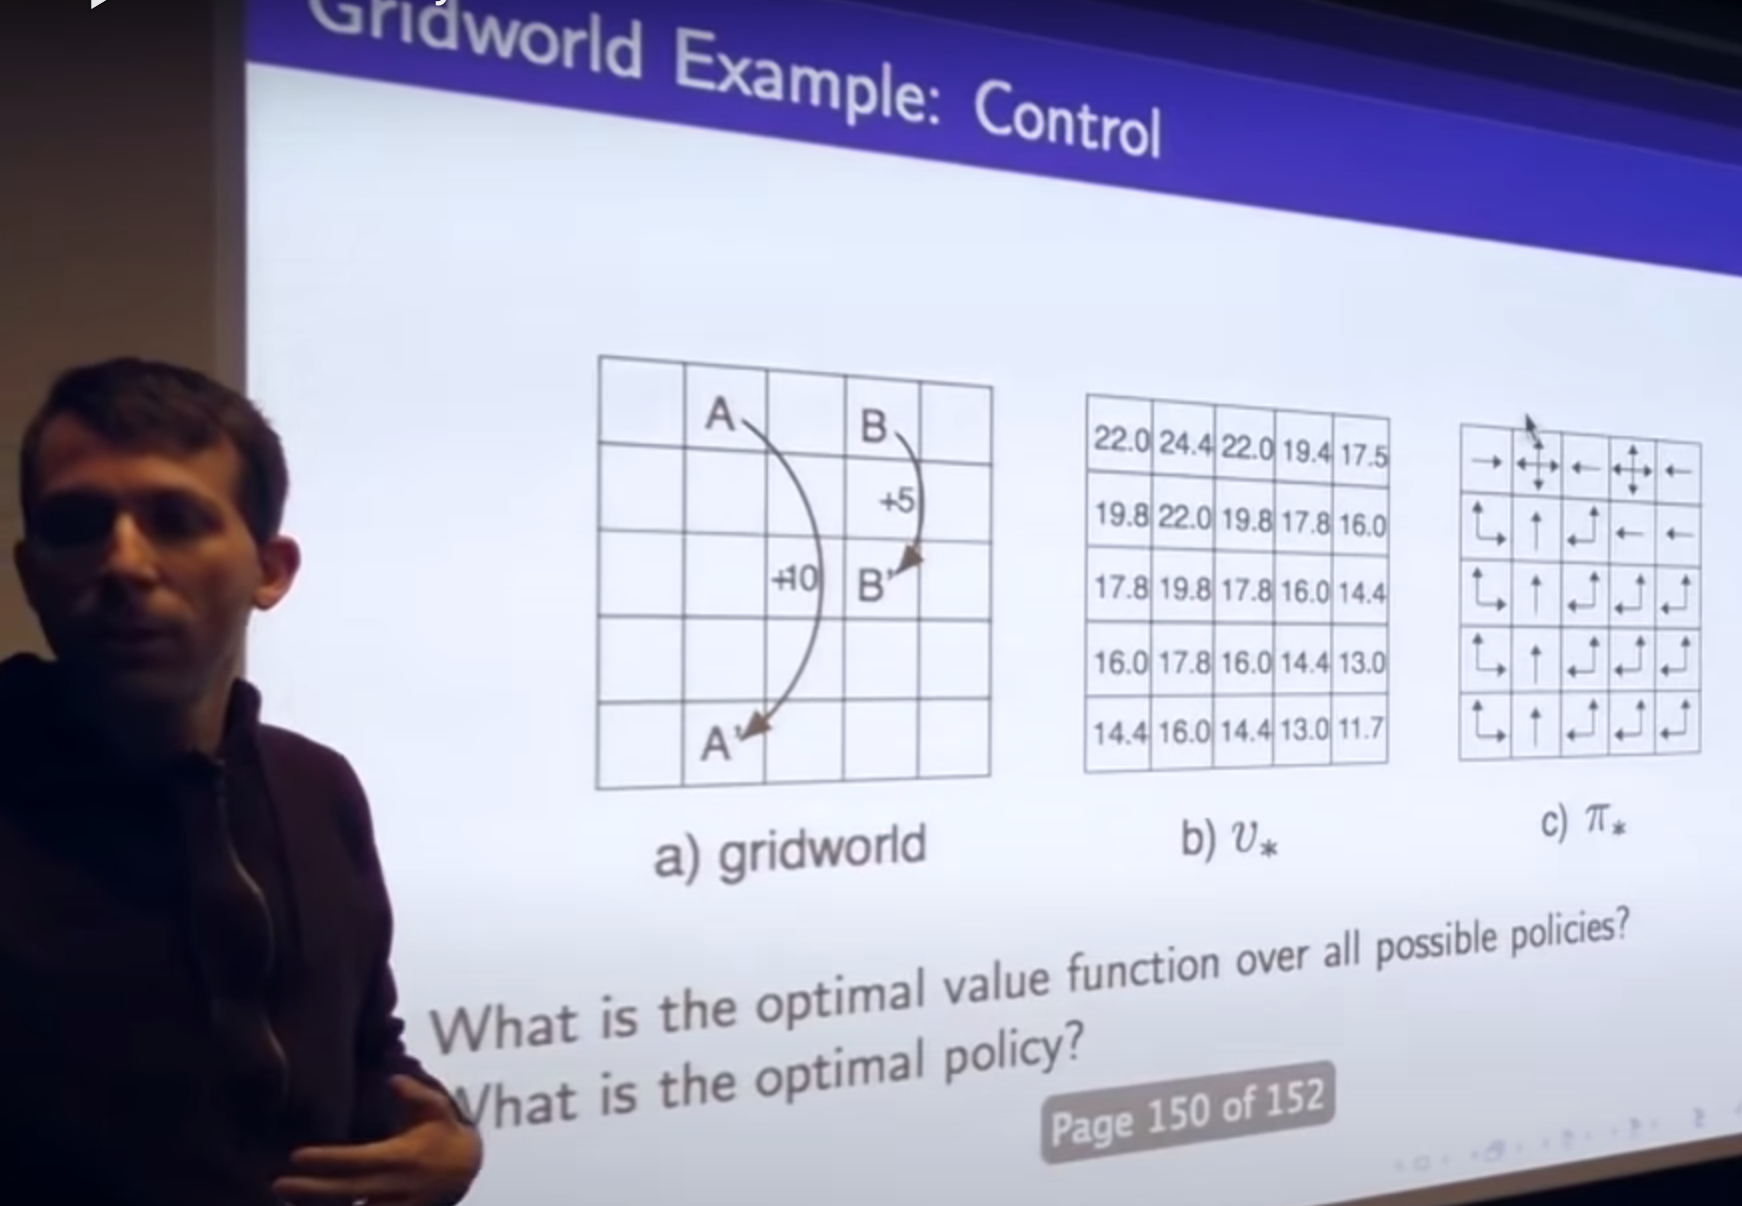 Gridworld Example: Control
A B
+5
+10 B'
A'
22.0 24.4 22.0 19.4 17.5
19.8 22.0 19.8 17.8 16.0
17.8 19.8 17.8 16.0 14.4
16.0 17.8 16.0 14.4 13.0
14.4 16.0 14.4 13.0 11.7
a) gridworld
b) v*
c) π*
What is the optimal value function over all possible policies?
What is the optimal policy?
Page 150 of 152